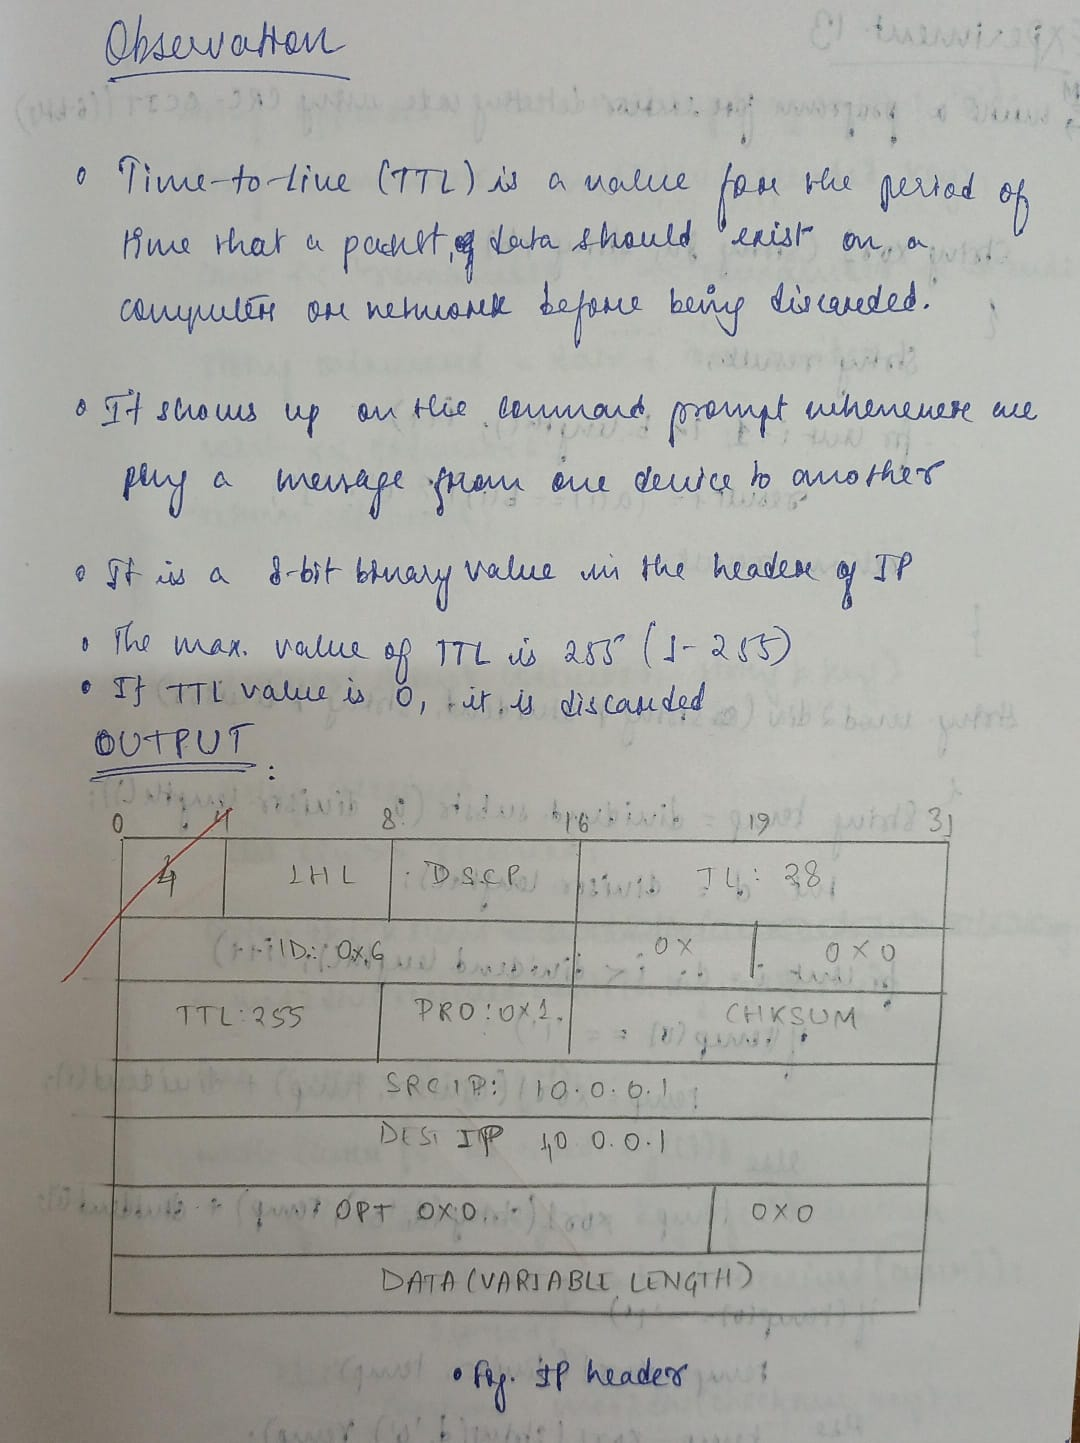 Observation
• Time-to-Live (TTL) is a value for the period of
time that a packet of data should exist on a
computer or network before being discarded.
• It shows up on the command prompt whenever we
ping a message from one device to another
• It is a 8-bit binary value in the header of IP
• The max. value of TTL is 255 (1-255)
• If TTL value is 0, it is discarded
OUTPUT :
0 4 8 16 19 31
4 IHL DSCP TL: 28
ID: 0x6 0x 0x0
TTL: 255 PRO: 0x1 CHKSUM
SRC IP: 10.0.0.1
DEST IP 10.0.0.1
OPT 0x0 0x0
DATA (VARIABLE LENGTH)
• Fig. IP header